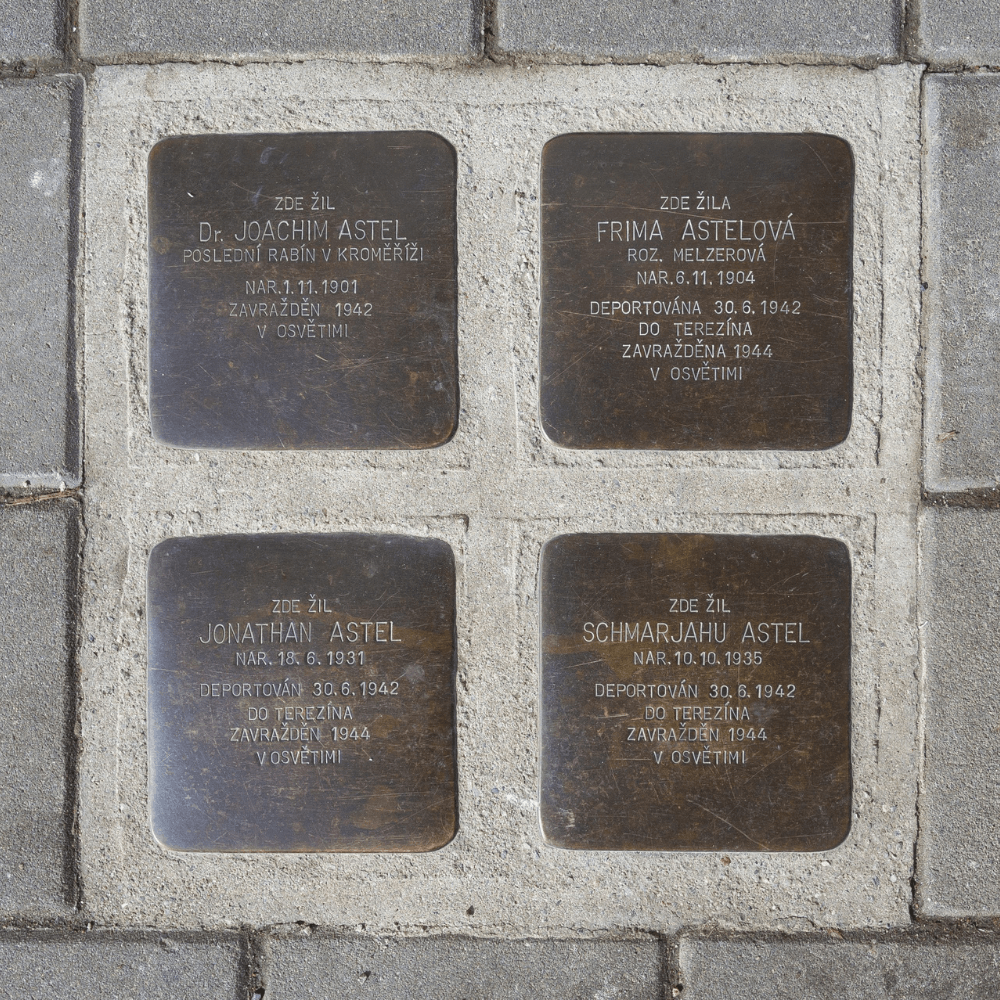 ZDE ŽIL
Dr. JOACHIM ASTEL
POSLEDNÍ RABÍN V KROMĚŘÍŽI
NAR.1.11.1901
ZAVRAŽDĚN 1942
V OSVĚTIMI
ZDE ŽILA
FRIMA ASTELOVÁ
ROZ. MELZEROVÁ
NAR.6.11.1904
DEPORTOVÁNA 30.6.1942
DO TEREZÍNA
ZAVRAŽDĚNA 1944
V OSVĚTIMI
ZDE ŽIL
JONATHAN ASTEL
NAR. 18.6.1931
DEPORTOVÁN 30.6.1942
DO TEREZÍNA
ZAVRAŽDĚN 1944
V OSVĚTIMI
ZDE ŽIL
SCHMARJAHU ASTEL
NAR.10.10.1935
DEPORTOVÁN 30.6.1942
DO TEREZÍNA
ZAVRAŽDĚN 1944
V OSVĚTIMI